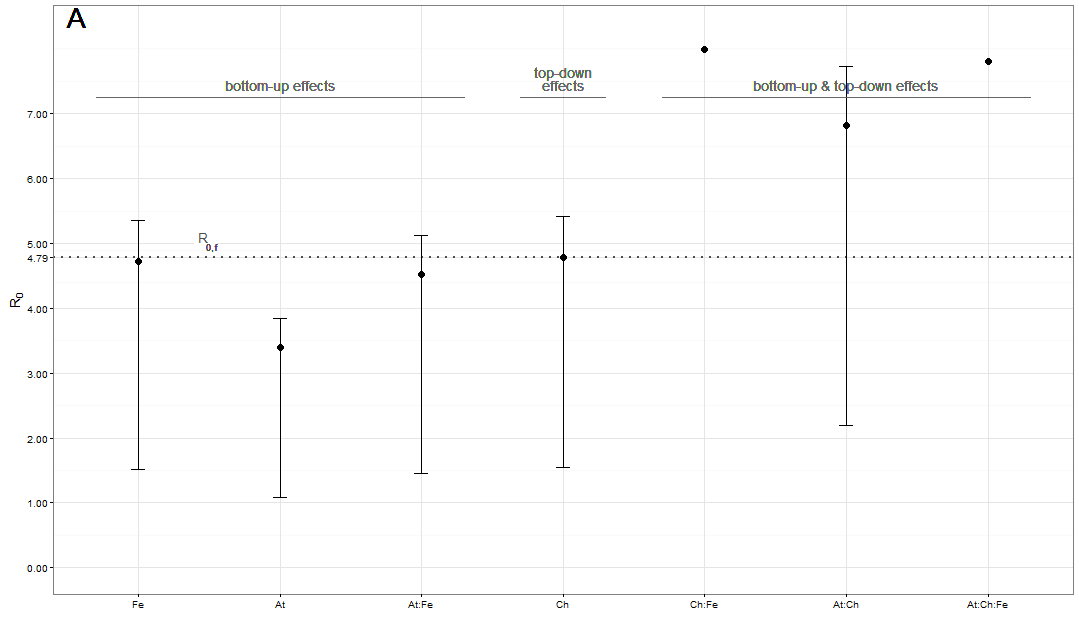 A
top-down
bottom-up effects
effects
bottom-up & top-down effects
7.00
6.00
R0,f
5.00
4.79
R0
4.00
3.00
2.00
1.00
0.00
Fe
At
At:Fe
Ch
Ch:Fe
At:Ch
At:Ch:Fe